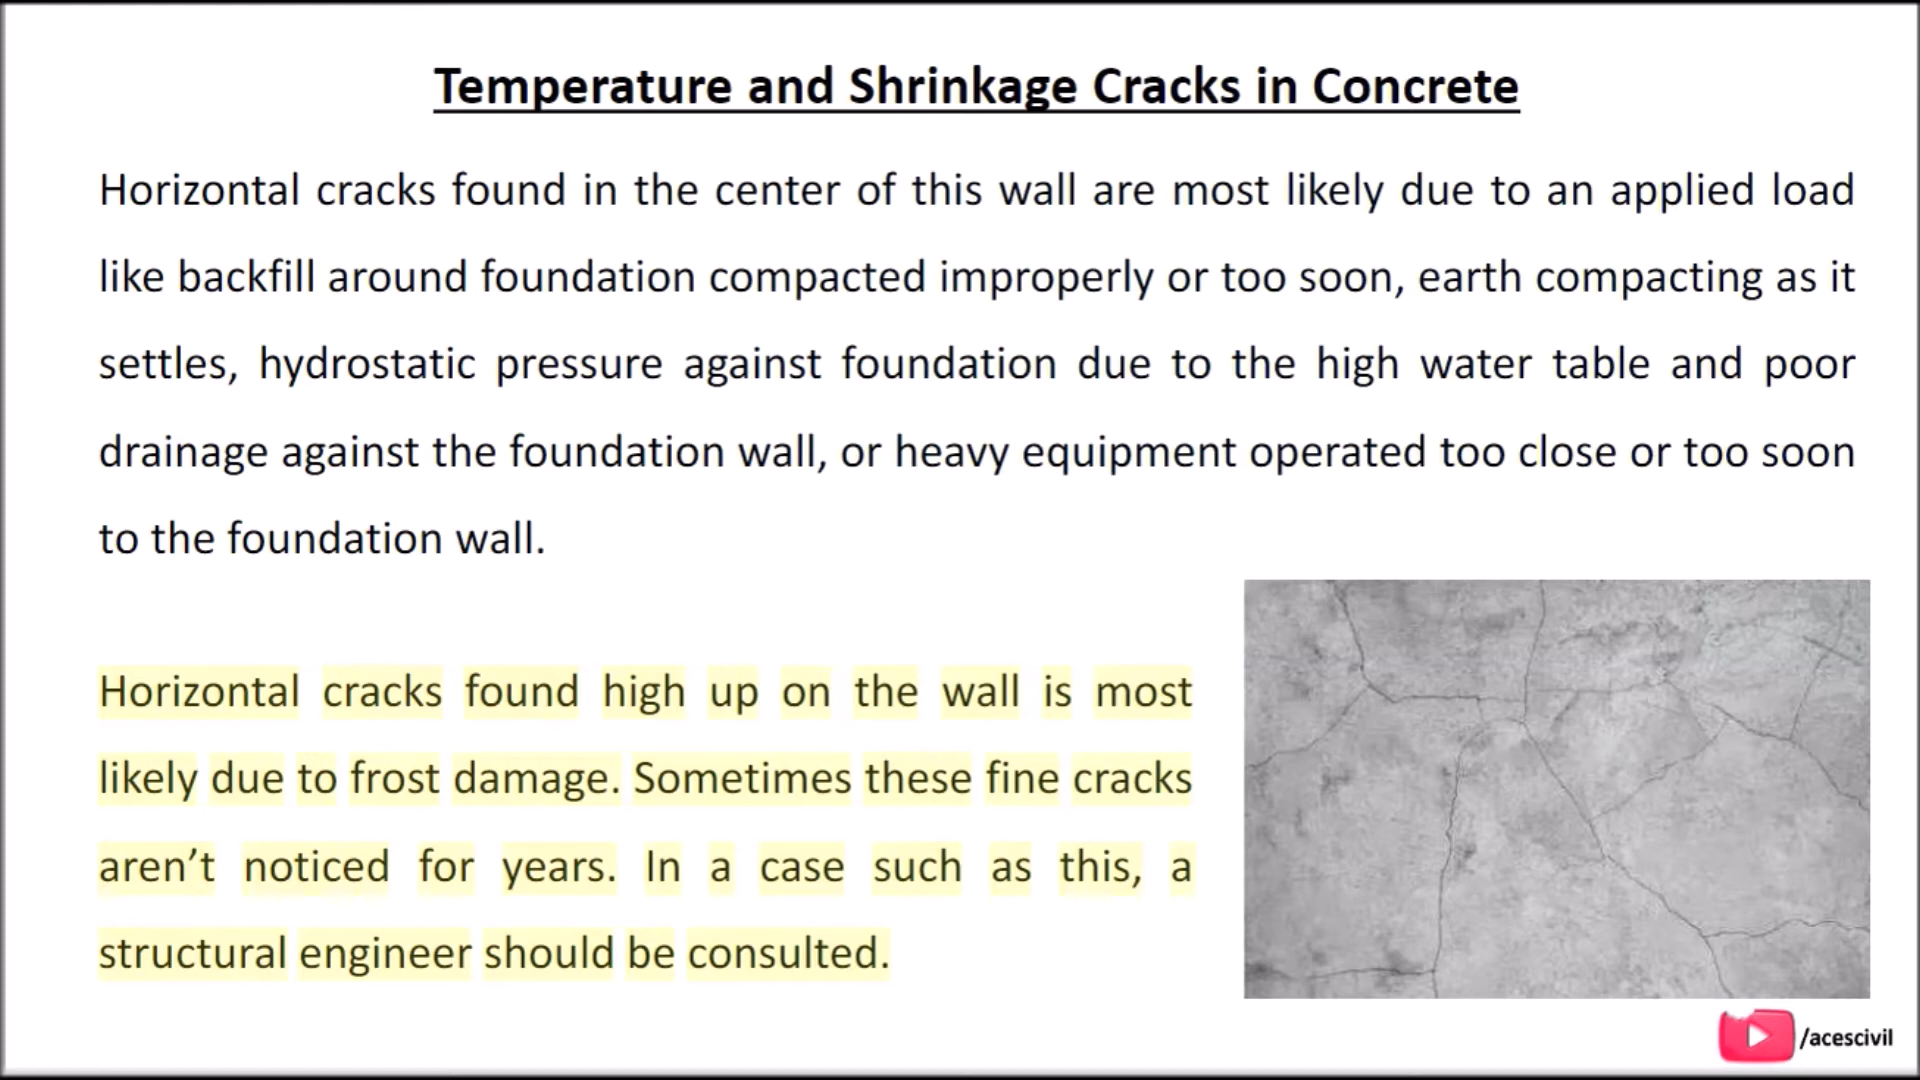 Temperature and Shrinkage Cracks in Concrete
Horizontal cracks found in the center of this wall are most likely due to an applied load
like backfill around foundation compacted improperly or too soon, earth compacting as it
settles, hydrostatic pressure against foundation due to the high water table and poor
drainage against the foundation wall, or heavy equipment operated too close or too soon
to the foundation wall.
Horizontal cracks found high up on the wall is most
likely due to frost damage. Sometimes these fine cracks
aren’t noticed for years. In a case such as this, a
structural engineer should be consulted.
/acescivil